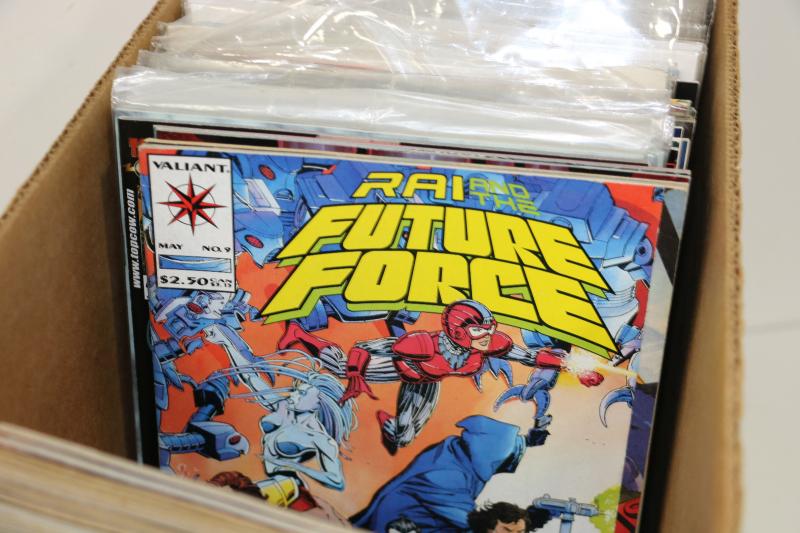 VALIANT
MAY NO. 9
$2.50
RAI AND THE
FUTURE
FORCE
www.topcow.com